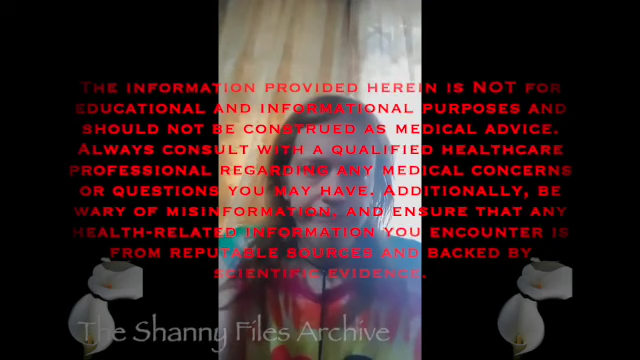 The information provided herein is NOT for
educational and informational purposes and
should not be construed as medical advice.
Always consult with a qualified healthcare
professional regarding any medical concerns
or questions you may have. Additionally, be
wary of misinformation, and ensure that any
health-related information you encounter is
from reputable sources and backed by
scientific evidence.
The Shanny Files Archive